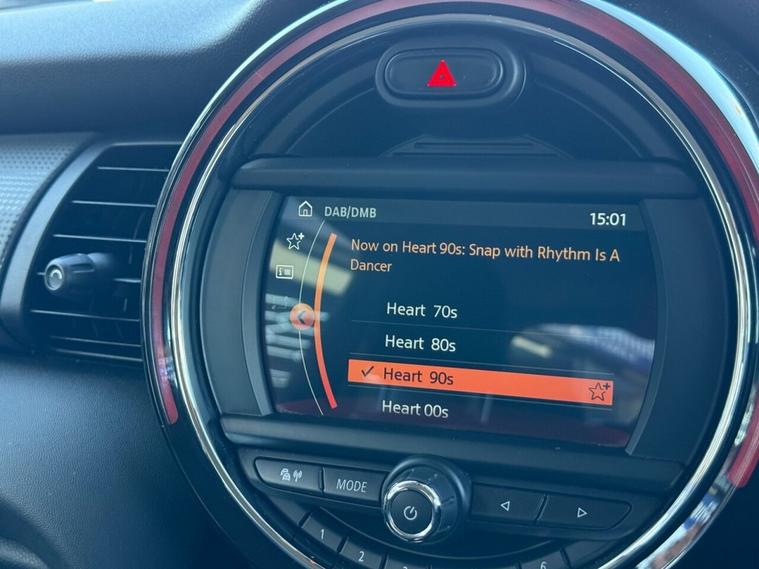 DAB/DMB
15:01
Now on Heart 90s: Snap with Rhythm Is A
Dancer
Heart 70s
Heart 80s
Heart 90s
Heart 00s
MODE
1
2
6